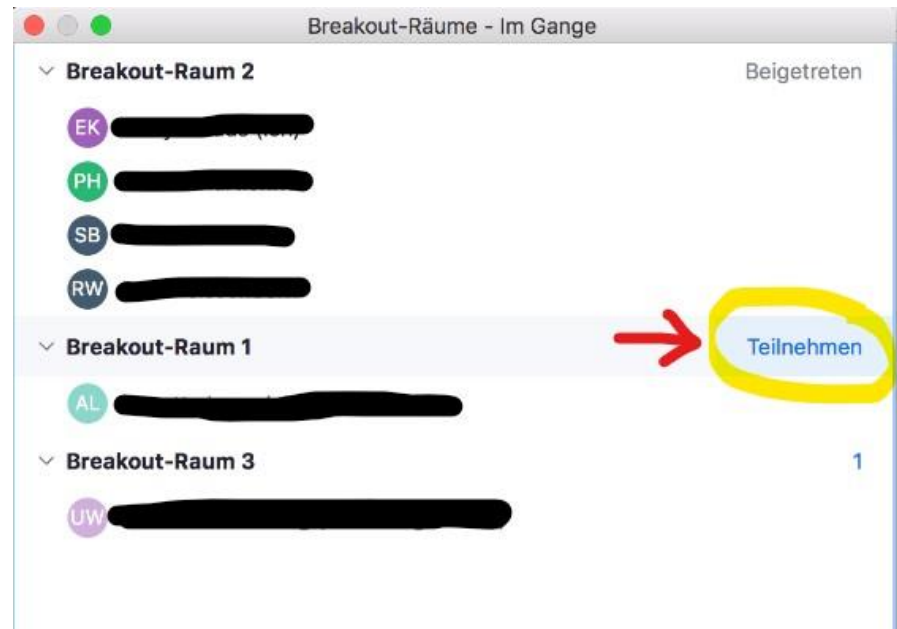 Breakout-Räume - Im Gange
Breakout-Raum 2 Beigetreten
EK
PH
SB
RW
Breakout-Raum 1 Teilnehmen
AL
Breakout-Raum 3 1
UW